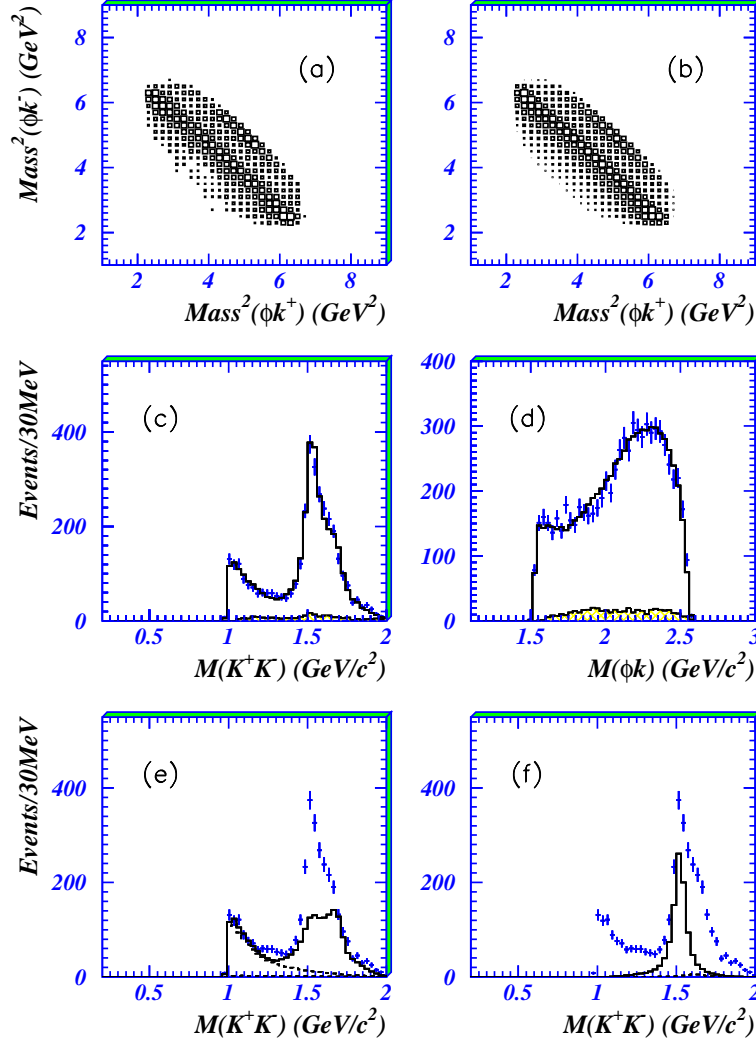 Mass²(ϕk⁻) (GeV²)
8
6
4
2
(a)
2 4 6 8
Mass²(ϕk⁺) (GeV²)
8
6
4
2
(b)
2 4 6 8
Mass²(ϕk⁺) (GeV²)
Events/30MeV
400
200
0
(c)
0.5 1 1.5 2
M(K⁺K⁻) (GeV/c²)
400
300
200
100
0
(d)
1.5 2 2.5 3
M(ϕk) (GeV/c²)
Events/30MeV
400
200
0
(e)
0.5 1 1.5 2
M(K⁺K⁻) (GeV/c²)
400
200
0
(f)
0.5 1 1.5 2
M(K⁺K⁻) (GeV/c²)